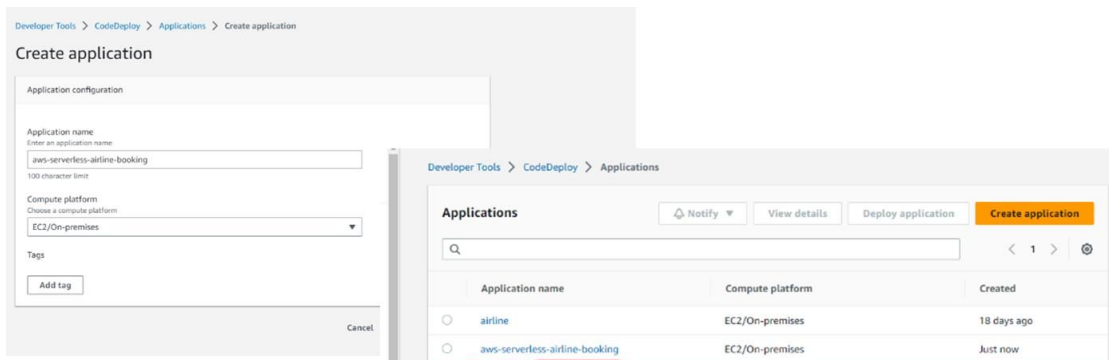 Developer Tools > CodeDeploy > Applications > Create application
Create application
Application configuration
Application name
Enter an application name
aws-serverless-airline-booking
100 character limit
Compute platform
Choose a compute platform
EC2/On-premises
Tags
Add tag
Cancel
Developer Tools > CodeDeploy > Applications
Applications
Notify
View details
Deploy application
Create application
< 1 >
Application name Compute platform Created
airline EC2/On-premises 18 days ago
aws-serverless-airline-booking EC2/On-premises Just now